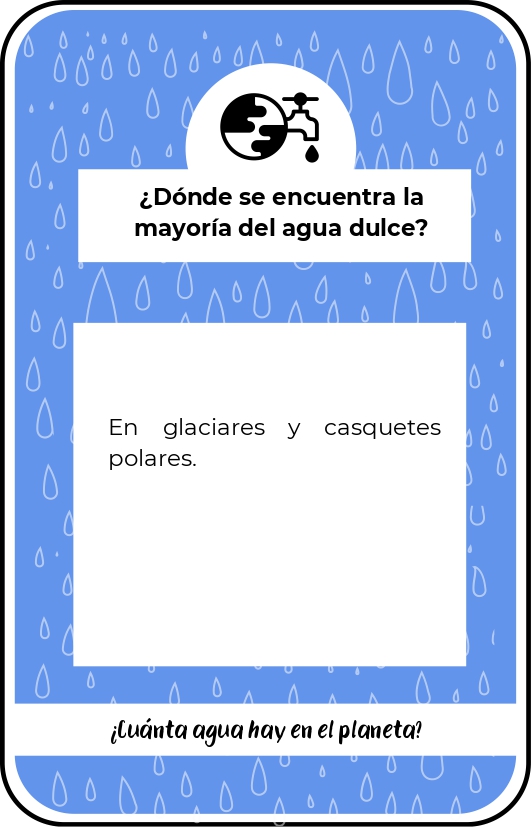 ¿Dónde se encuentra la
mayoría del agua dulce?
En glaciares y casquetes
polares.
¿Cuánta agua hay en el planeta?